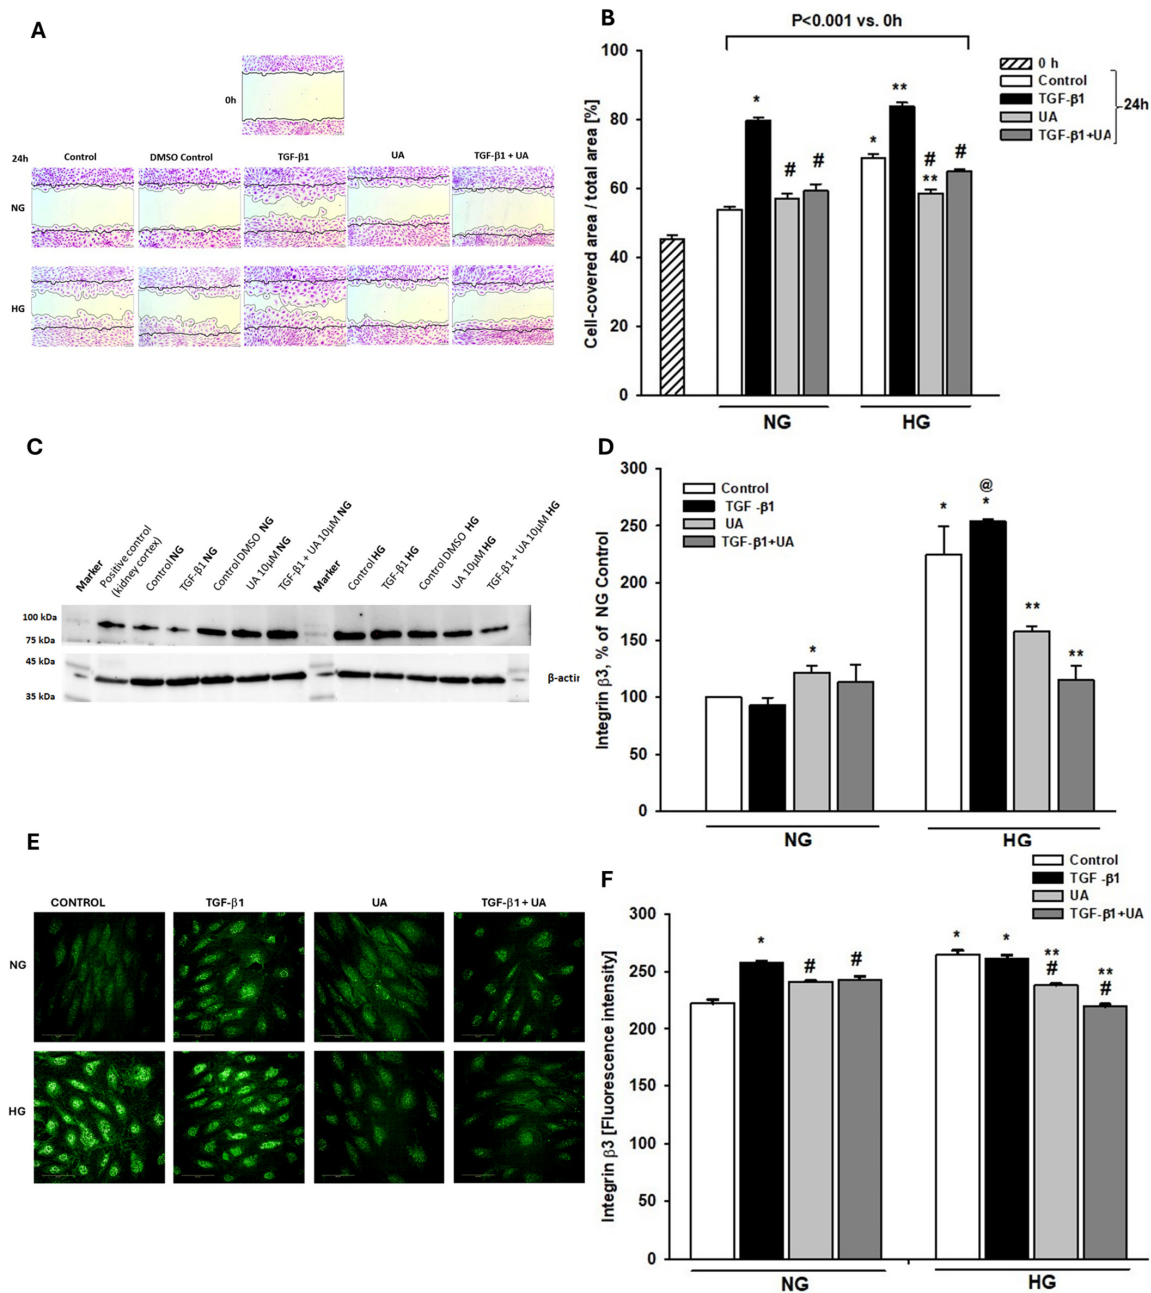 A
0h
24h
Control
DMSO Control
TGF-β1
UA
TGF-β1 + UA
NG
HG
B
P<0.001 vs. 0h
Cell-covered area / total area [%]
100
80
60
40
20
0
*
#
#
*
**
#
**
#
NG
HG
0 h
Control
TGF-β1
UA
TGF-β1+UA
24h
C
Marker
Positive control
(kidney cortex)
Control NG
TGF-β1 NG
Control DMSO NG
UA 10μM NG
TGF-β1 + UA 10μM NG
Marker
Control HG
TGF-β1 HG
Control DMSO HG
UA 10μM HG
TGF-β1 + UA 10μM HG
100 kDa
75 kDa
45 kDa
35 kDa
β-actin
D
Integrin β3, % of NG Control
300
250
200
150
100
50
0
Control
TGF -β1
UA
TGF-β1+UA
*
*
@
*
**
**
NG
HG
E
CONTROL
TGF-β1
UA
TGF-β1 + UA
NG
HG
F
Control
TGF -β1
UA
TGF-β1+UA
Integrin β3 [Fluorescence intensity]
300
250
200
150
100
50
0
*
#
#
*
*
**
#
**
#
NG
HG